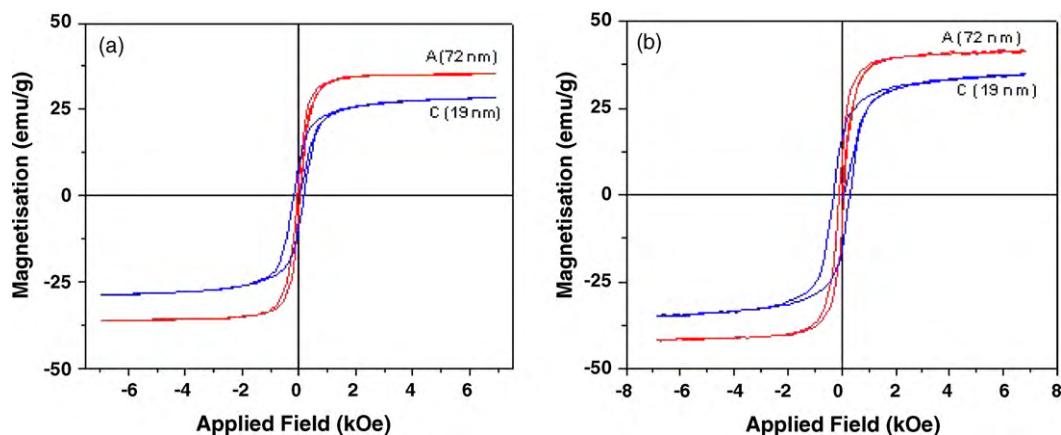 (a)
A (72 nm)
C (19 nm)
50
25
0
-25
-50
-6
-4
-2
0
2
4
6
Magnetisation (emu/g)
Applied Field (kOe)
(b)
A (72 nm)
C (19 nm)
50
25
0
-25
-50
-8
-6
-4
-2
0
2
4
6
8
Magnetisation (emu/g)
Applied Field (kOe)